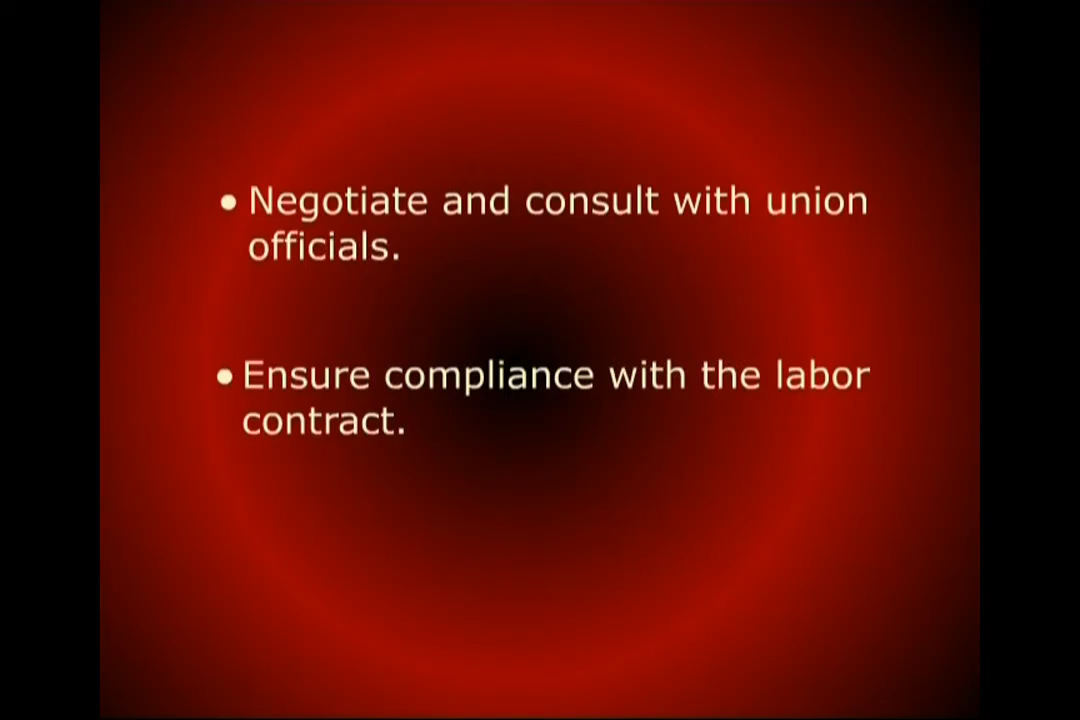 • Negotiate and consult with union
officials.
• Ensure compliance with the labor
contract.